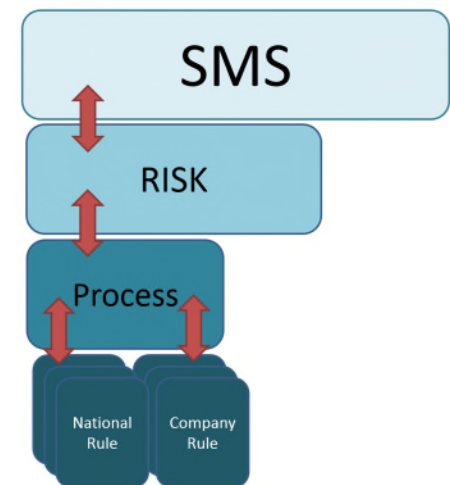 SMS
RISK
Process
National
Rule
Company
Rule